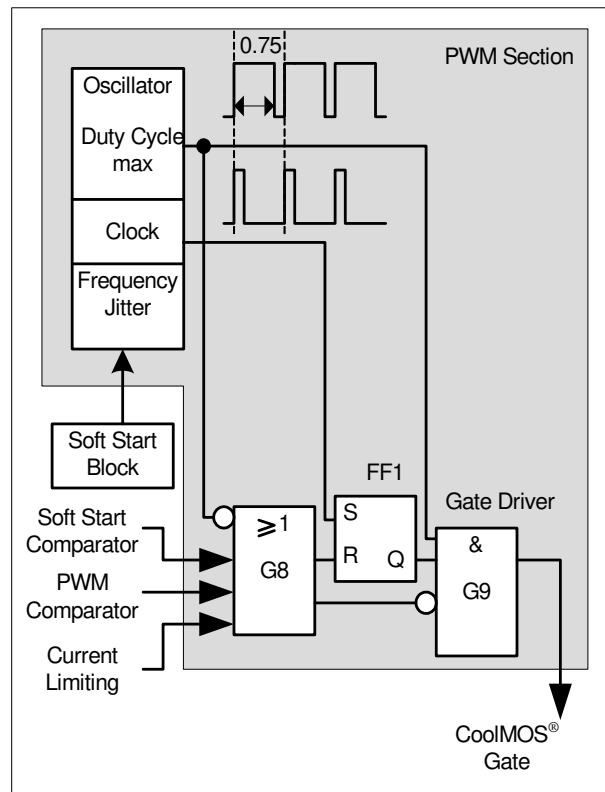 0.75
PWM Section
Oscillator
Duty Cycle
max
Clock
Frequency
Jitter
Soft Start
Block
FF1
Gate Driver
Soft Start
Comparator
PWM
Comparator
Current
Limiting
≥1
G8
S
R
Q
&
G9
CoolMOS®
Gate